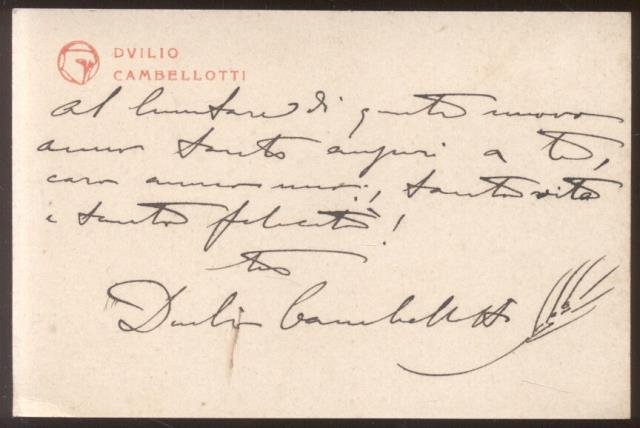 DVILIO
CAMBELLOTTI
al di questo nuovo
anno tanti auguri a te,
caro amico mio, tanta vita
e tanta felicità!
tuo
Duilio Cambellotti